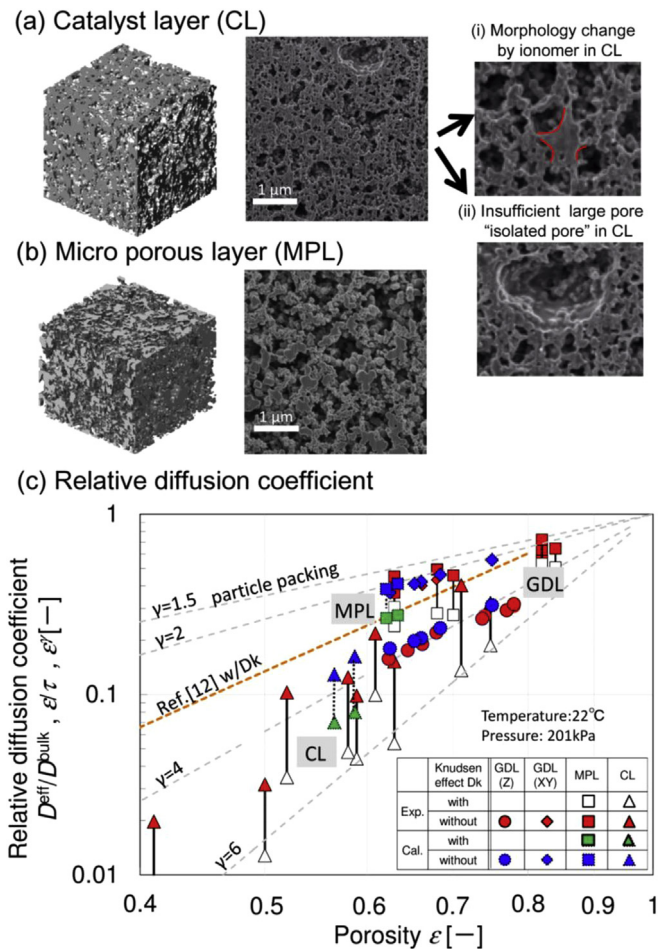 (a) Catalyst layer (CL)
1 μm
(i) Morphology change
by ionomer in CL
(ii) Insufficient large pore
“isolated pore” in CL
(b) Micro porous layer (MPL)
1 μm
(c) Relative diffusion coefficient
Relative diffusion coefficient
D^eff/D^bulk , ε/τ , ε^γ [—]
1
0.1
0.01
γ=1.5 particle packing
γ=2
Ref [12] w/Dk
γ=4
γ=6
MPL
GDL
CL
Temperature:22℃
Pressure: 201kPa
Knudsen effect Dk GDL (Z) GDL (XY) MPL CL
Exp. with
without
Cal. with
without
0.4 0.5 0.6 0.7 0.8 0.9 1
Porosity ε [—]